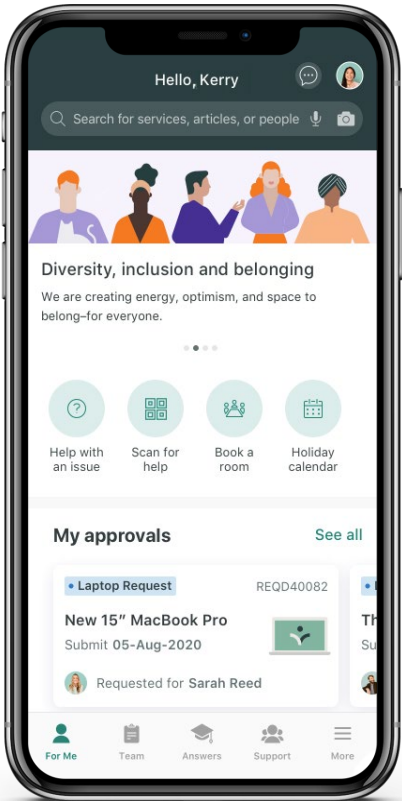 Hello, Kerry
Search for services, articles, or people
Diversity, inclusion and belonging
We are creating energy, optimism, and space to
belong–for everyone.
Help with
an issue
Scan for
help
Book a
room
Holiday
calendar
My approvals
See all
• Laptop Request
REQD40082
New 15” MacBook Pro
Submit 05-Aug-2020
Requested for Sarah Reed
For Me
Team
Answers
Support
More